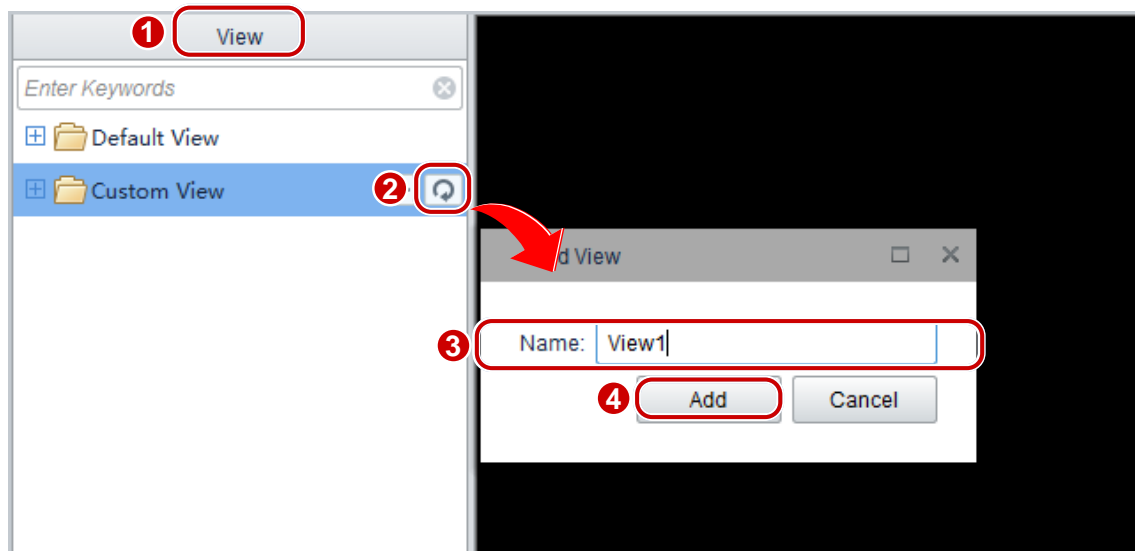 1 View
Enter Keywords
Default View
Custom View 2
d View
3 Name: View1
4 Add Cancel